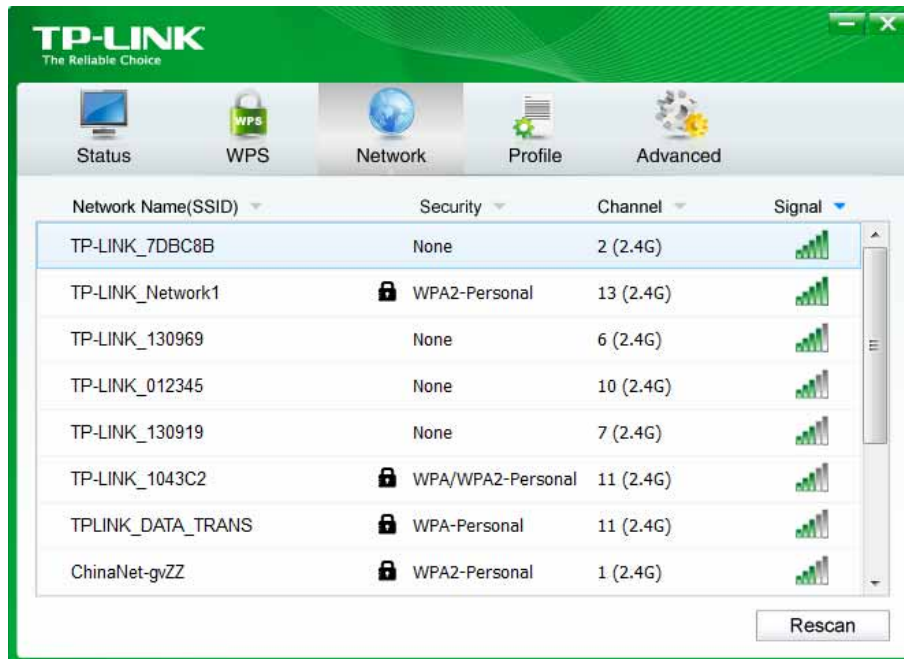 TP-LINK
The Reliable Choice
WPS
Status WPS Network Profile Advanced
Network Name(SSID) Security Channel Signal
TP-LINK_7DBC8B None 2 (2.4G)
TP-LINK_Network1 WPA2-Personal 13 (2.4G)
TP-LINK_130969 None 6 (2.4G)
TP-LINK_012345 None 10 (2.4G)
TP-LINK_130919 None 7 (2.4G)
TP-LINK_1043C2 WPA/WPA2-Personal 11 (2.4G)
TPLINK_DATA_TRANS WPA-Personal 11 (2.4G)
ChinaNet-gvZZ WPA2-Personal 1 (2.4G)
Rescan